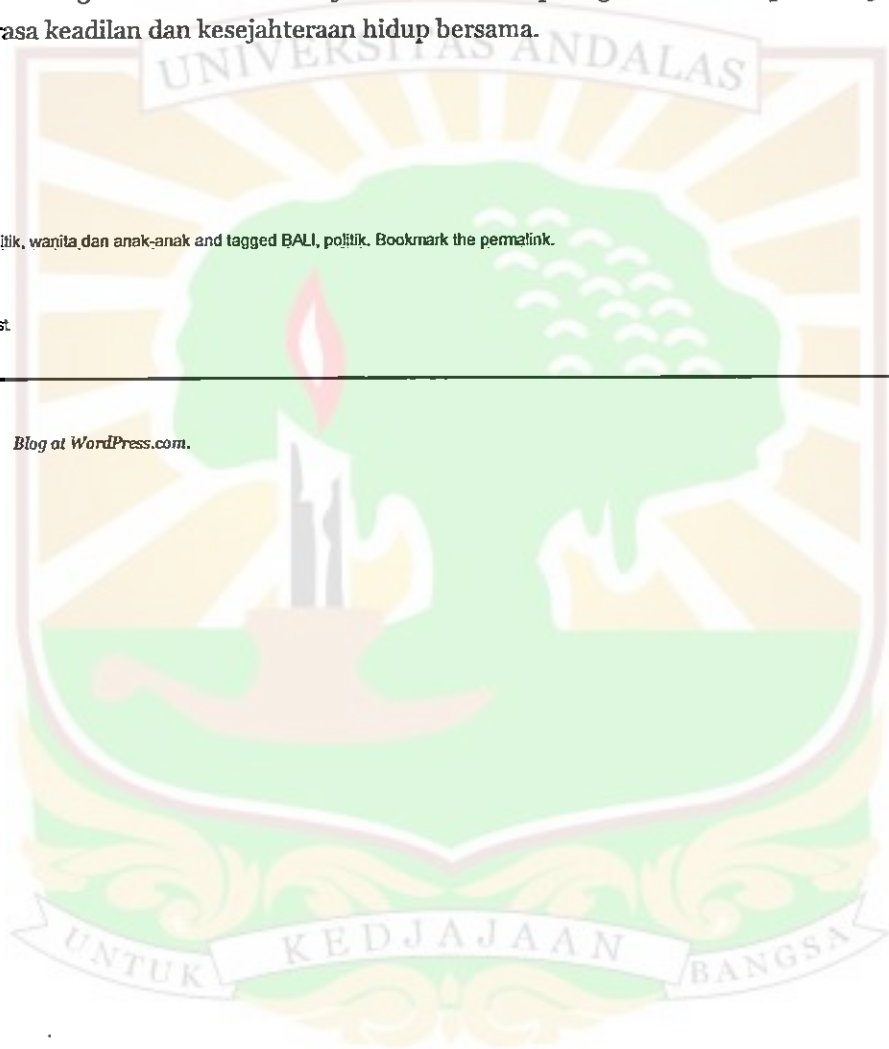 rasa keadilan dan kesejahteraan hidup bersama.
UNIVERSITAS ANDALAS
itik, wanita dan anak-anak and tagged BALI, politik. Bookmark the permalink.
st
Blog at WordPress.com.
UNTUK KEDJAJAAN BANGSA